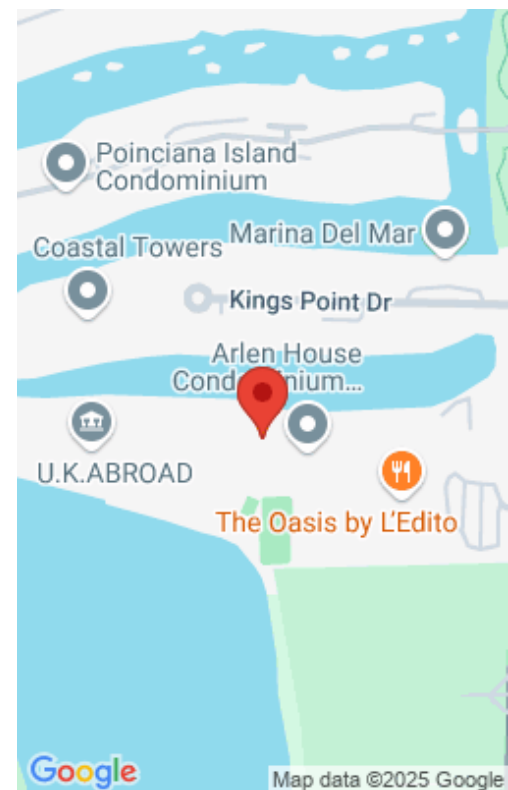 Poinciana Island
Condominium
Marina Del Mar
Coastal Towers
Kings Point Dr
Arlen House
U.K.ABROAD
The Oasis by L'Edito
Google
Map data ©2025 Google